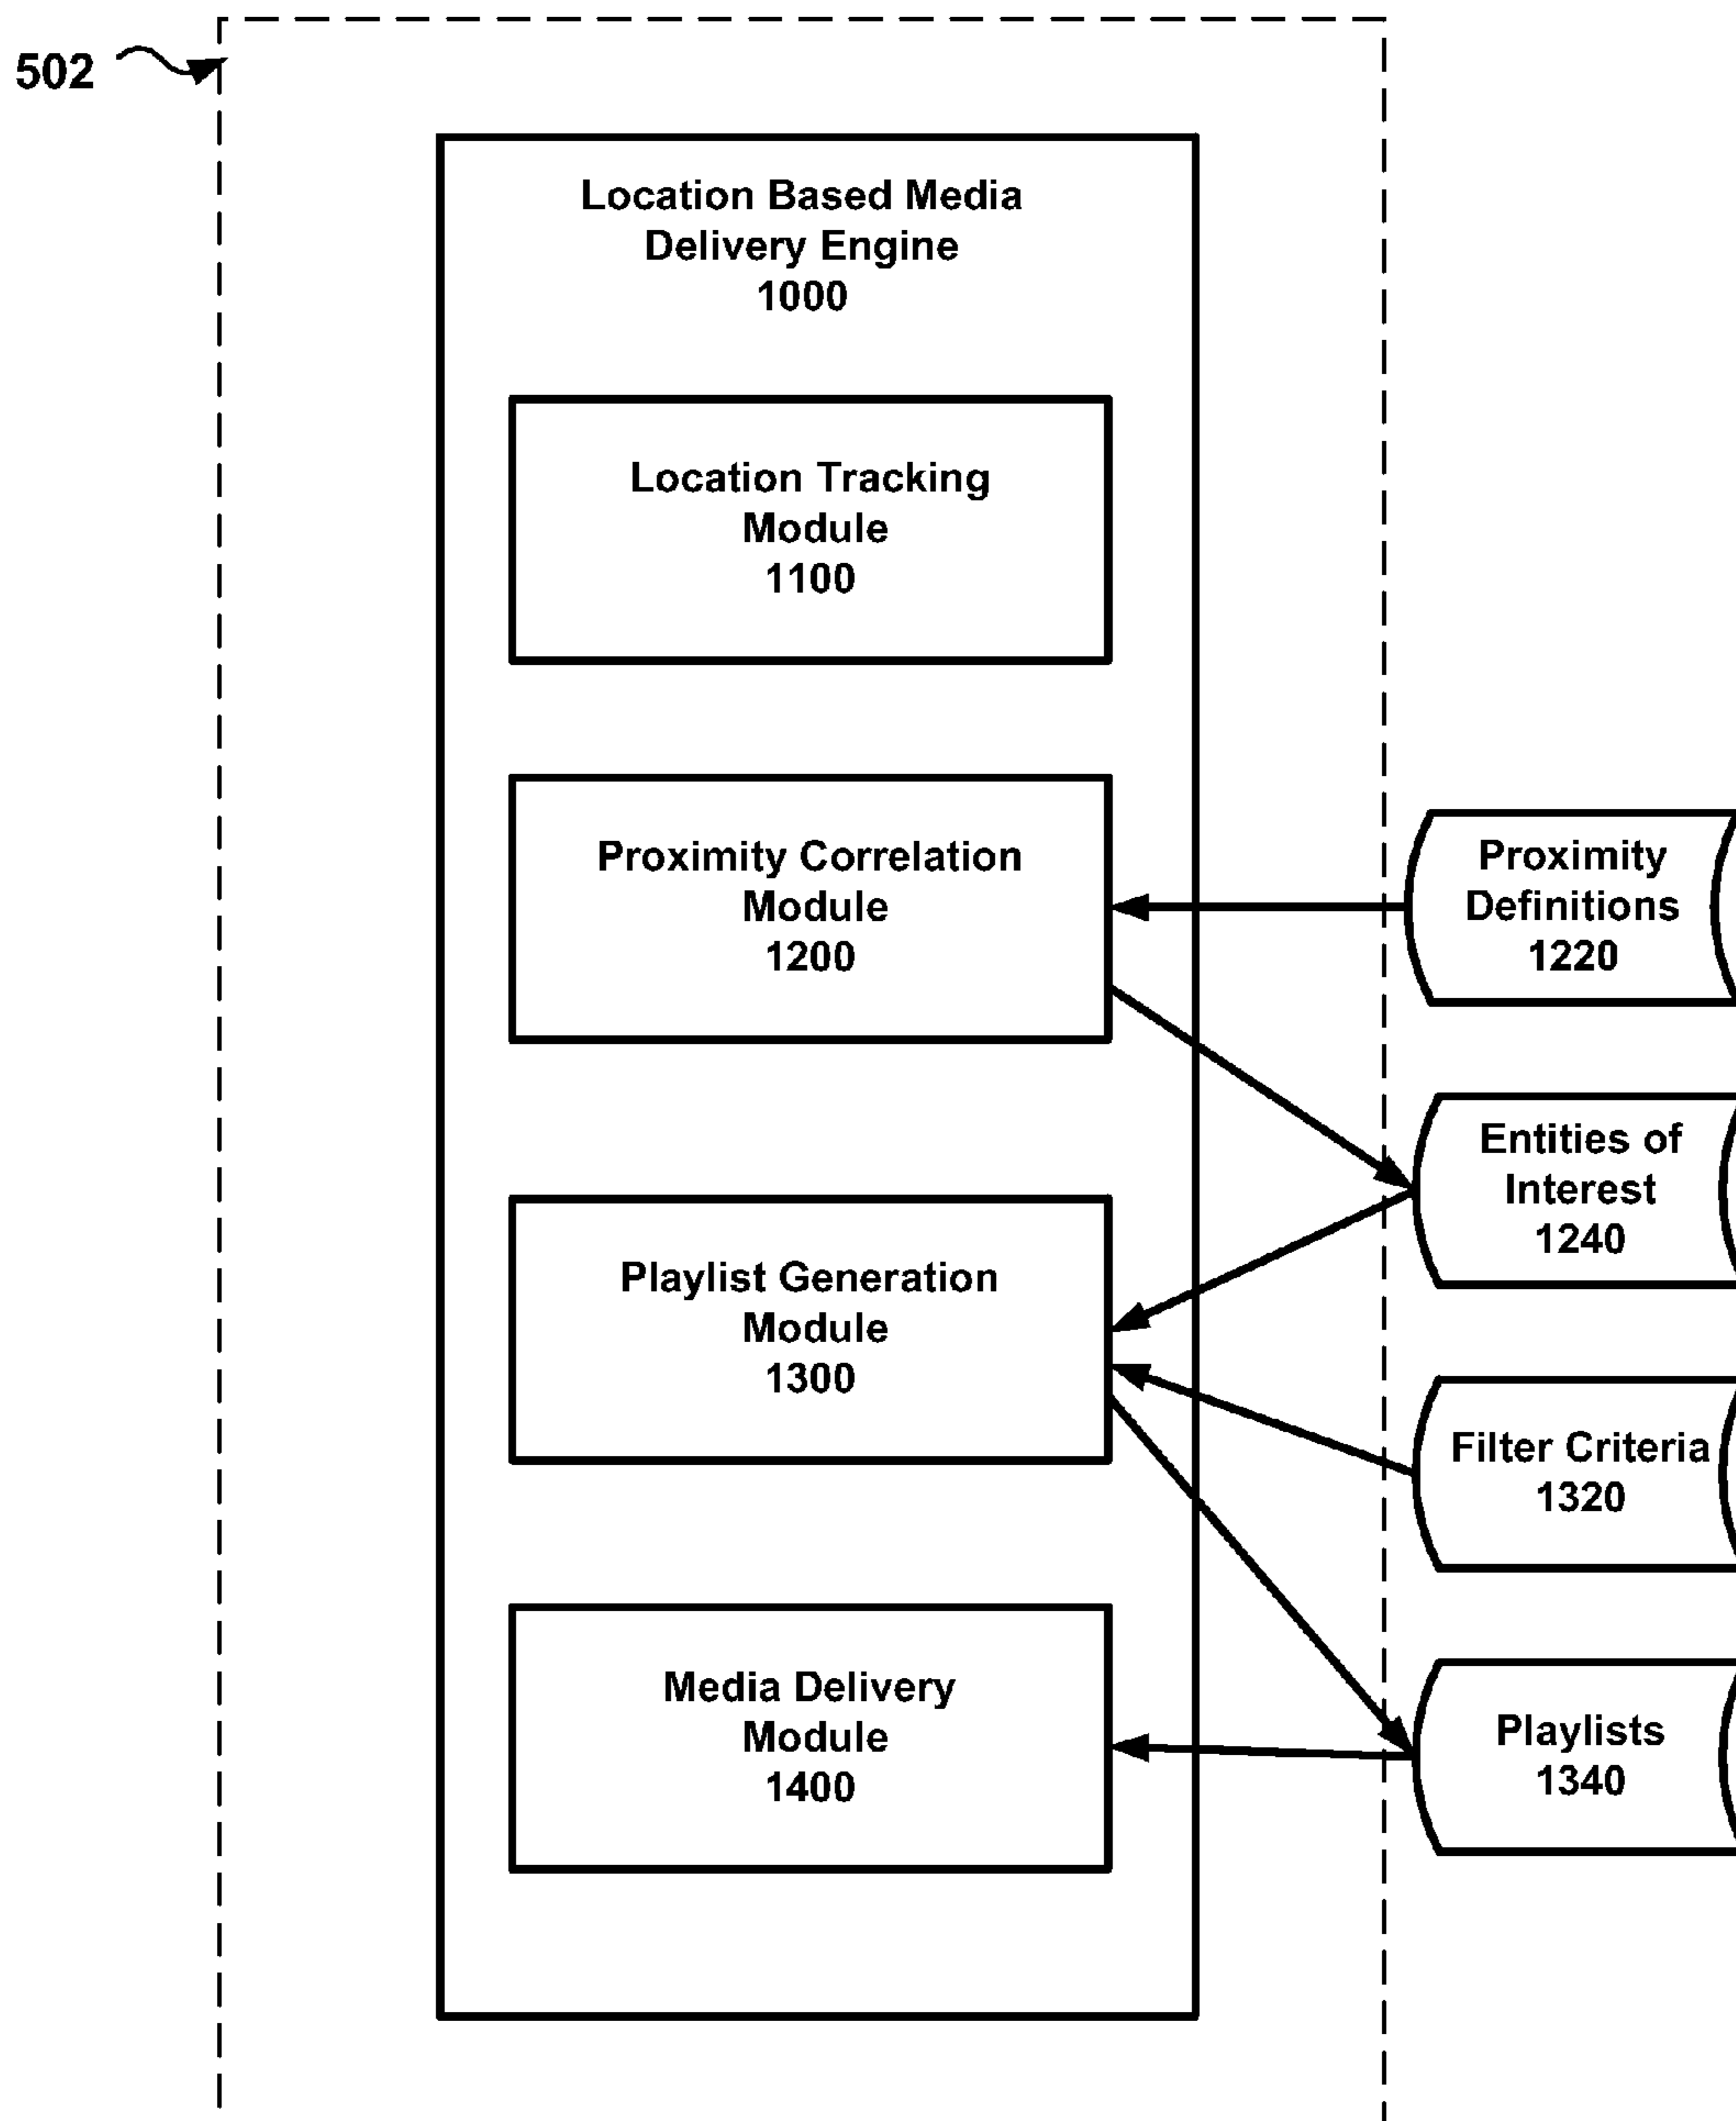 502
Location Based Media
Delivery Engine
1000
Location Tracking
Module
1100
Proximity Correlation
Module
1200
Proximity
Definitions
1220
Entities of
Interest
1240
Playlist Generation
Module
1300
Filter Criteria
1320
Media Delivery
Module
1400
Playlists
1340